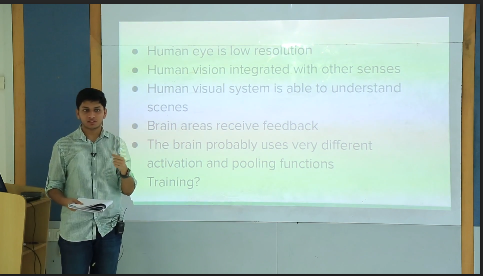 ● Human eye is low resolution
● Human vision integrated with other senses
● Human visual system is able to understand
scenes
● Brain areas receive feedback
● The brain probably uses very different
activation and pooling functions
Training?